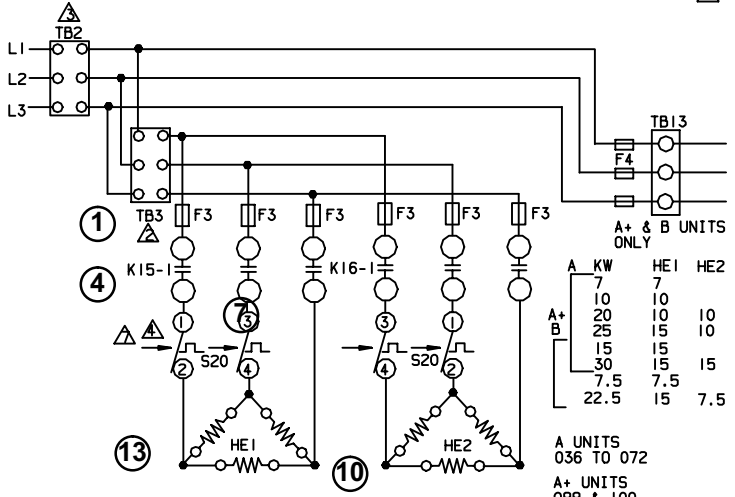 3
TB2
L1
L2
L3
TB13
F4
A+ & B UNITS
ONLY
TB3
2
1
F3 F3 F3 F3 F3 F3
4
K15-1 K16-1
7 4
1 3 7 3 1
S20 S20
2 4 4 2
13
HE1
10
HE2
A KW HE1 HE2
7 7
10 10
A+ 20 10 10
B 25 15 10
15 15
30 15 15
7.5 7.5
22.5 15 7.5
A UNITS
036 TO 072
A+ UNITS